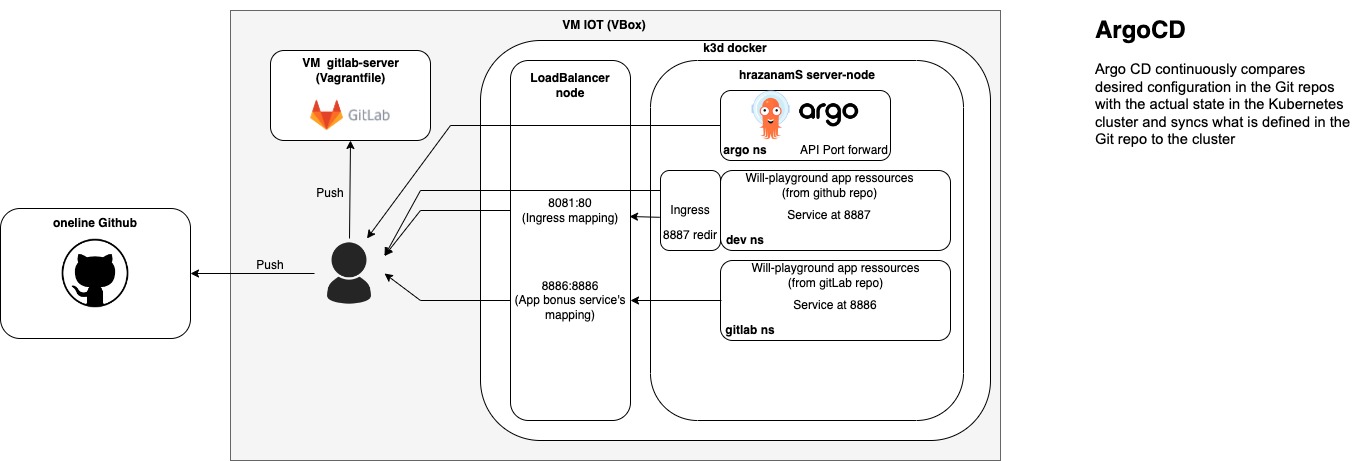 VM IOT (VBox)
k3d docker
VM gitlab-server
(Vagrantfile)
GitLab
Push
oneline Github
Push
LoadBalancer
node
8081:80
(Ingress mapping)
8886:8886
(App bonus service's
mapping)
hrazanamS server-node
argo
argo ns
API Port forward
Ingress
8887 redir
Will-playground app ressources
(from github repo)
Service at 8887
dev ns
Will-playground app ressources
(from gitLab repo)
Service at 8886
gitlab ns
ArgoCD
Argo CD continuously compares
desired configuration in the Git repos
with the actual state in the Kubernetes
cluster and syncs what is defined in the
Git repo to the cluster